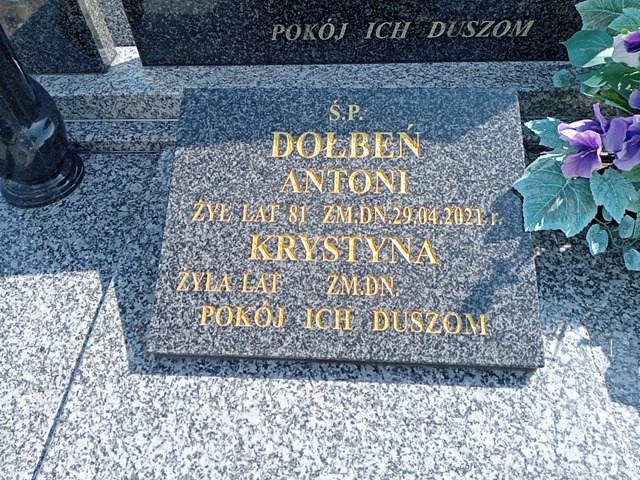 POKÓJ ICH DUSZOM
Ś.P.
DOŁBEŃ
ANTONI
ŻYŁ LAT 81 ZM.DN.29.04.2021 r.
KRYSTYNA
ŻYŁA LAT ZM.DN.
POKÓJ ICH DUSZOM